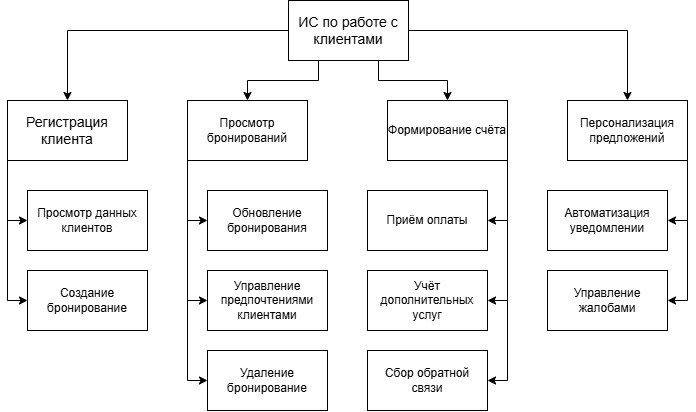 ИС по работе с
клиентами
Регистрация
клиента
Просмотр
бронирований
Формирование счёта
Персонализация
предложений
Просмотр данных
клиентов
Обновление
бронирования
Приём оплаты
Автоматизация
уведомлении
Создание
бронирование
Управление
предпочтениями
клиентами
Учёт
дополнительных
услуг
Управление
жалобами
Удаление
бронирование
Сбор обратной
связи